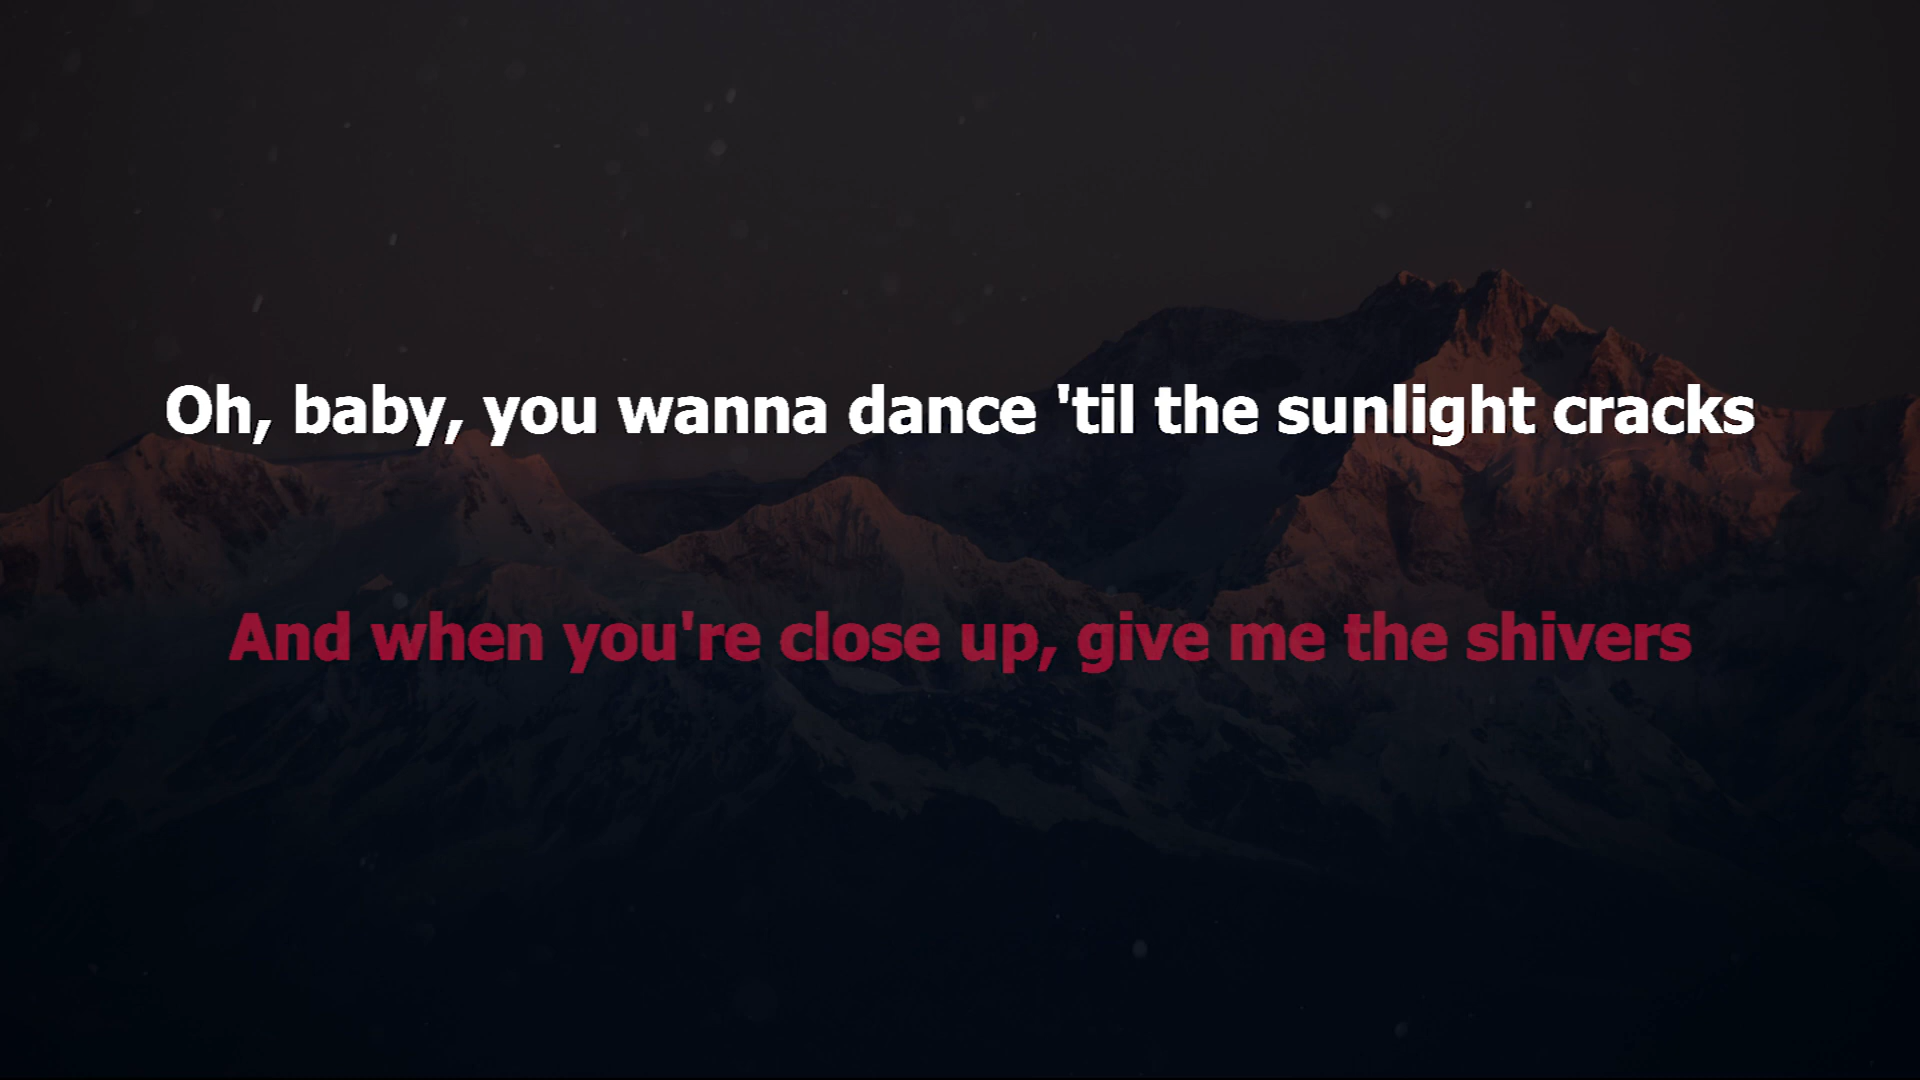 Oh, baby, you wanna dance 'til the sunlight cracks
And when you're close up, give me the shivers